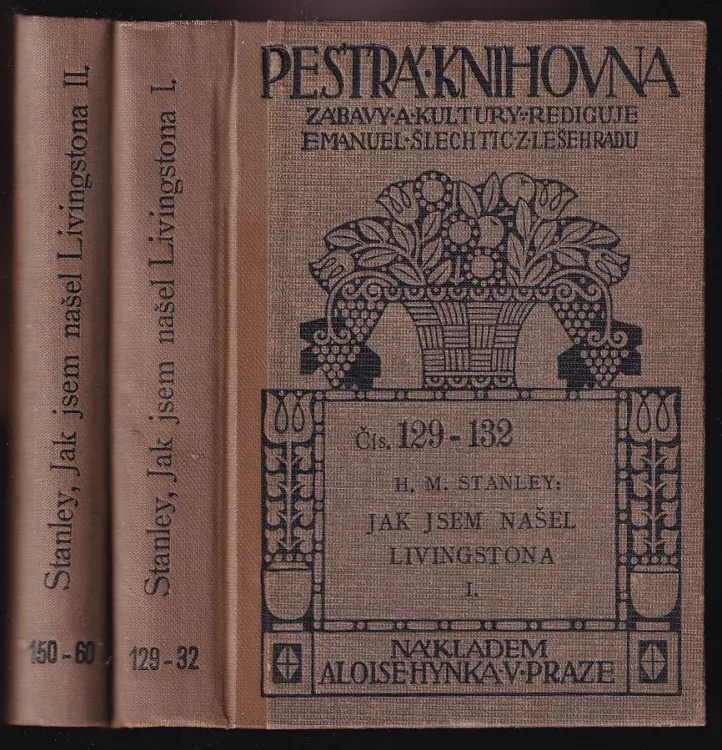 Stanley, Jak jsem našel Livingstona II.
150-60
Stanley, Jak jsem našel Livingstona I.
129-32
PESTRÁ·KNIHOVNA
ZÁBAVY·A·KULTURY·REDIGUJE
EMANUEL·ŠLECHTIC·Z·LEŠEHRADU
Čís. 129-132
H. M. STANLEY:
JAK JSEM NAŠEL
LIVINGSTONA
I.
NÁKLADEM
ALOISE·HYNKA·V·PRAZE